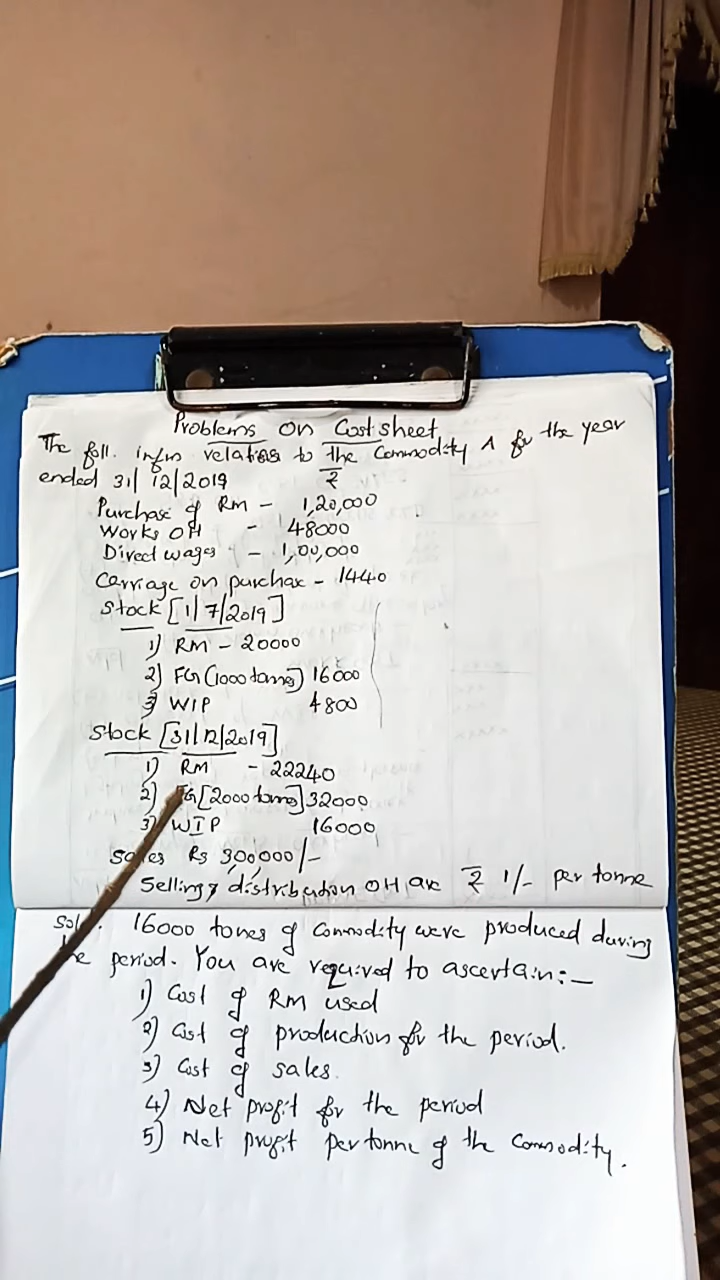 Problems on Cost sheet
The foll. infn relates to the Commodity A for the year
ended 31/12/2019 ₹
Purchase of RM - 1,20,000
Works OH - 48000
Direct wages - 1,00,000
Carriage on purchase - 1440
Stock [1/7/2019]
1) RM - 20000
2) FG (1000 tonnes) 16000
3) WIP 4800
Stock [31/12/2019]
1) RM - 22240
2) FG [2000 tonnes] 32000
3) WIP 16000
Sales Rs 300,000/-
Selling & distribution OH are ₹ 1/- per tonne
sold. 16000 tones of commodity were produced during
the period. You are required to ascertain:-
1) Cost of RM used
2) Cost of production for the period.
3) Cost of sales.
4) Net profit for the period
5) Net profit per tonne of the Commodity.